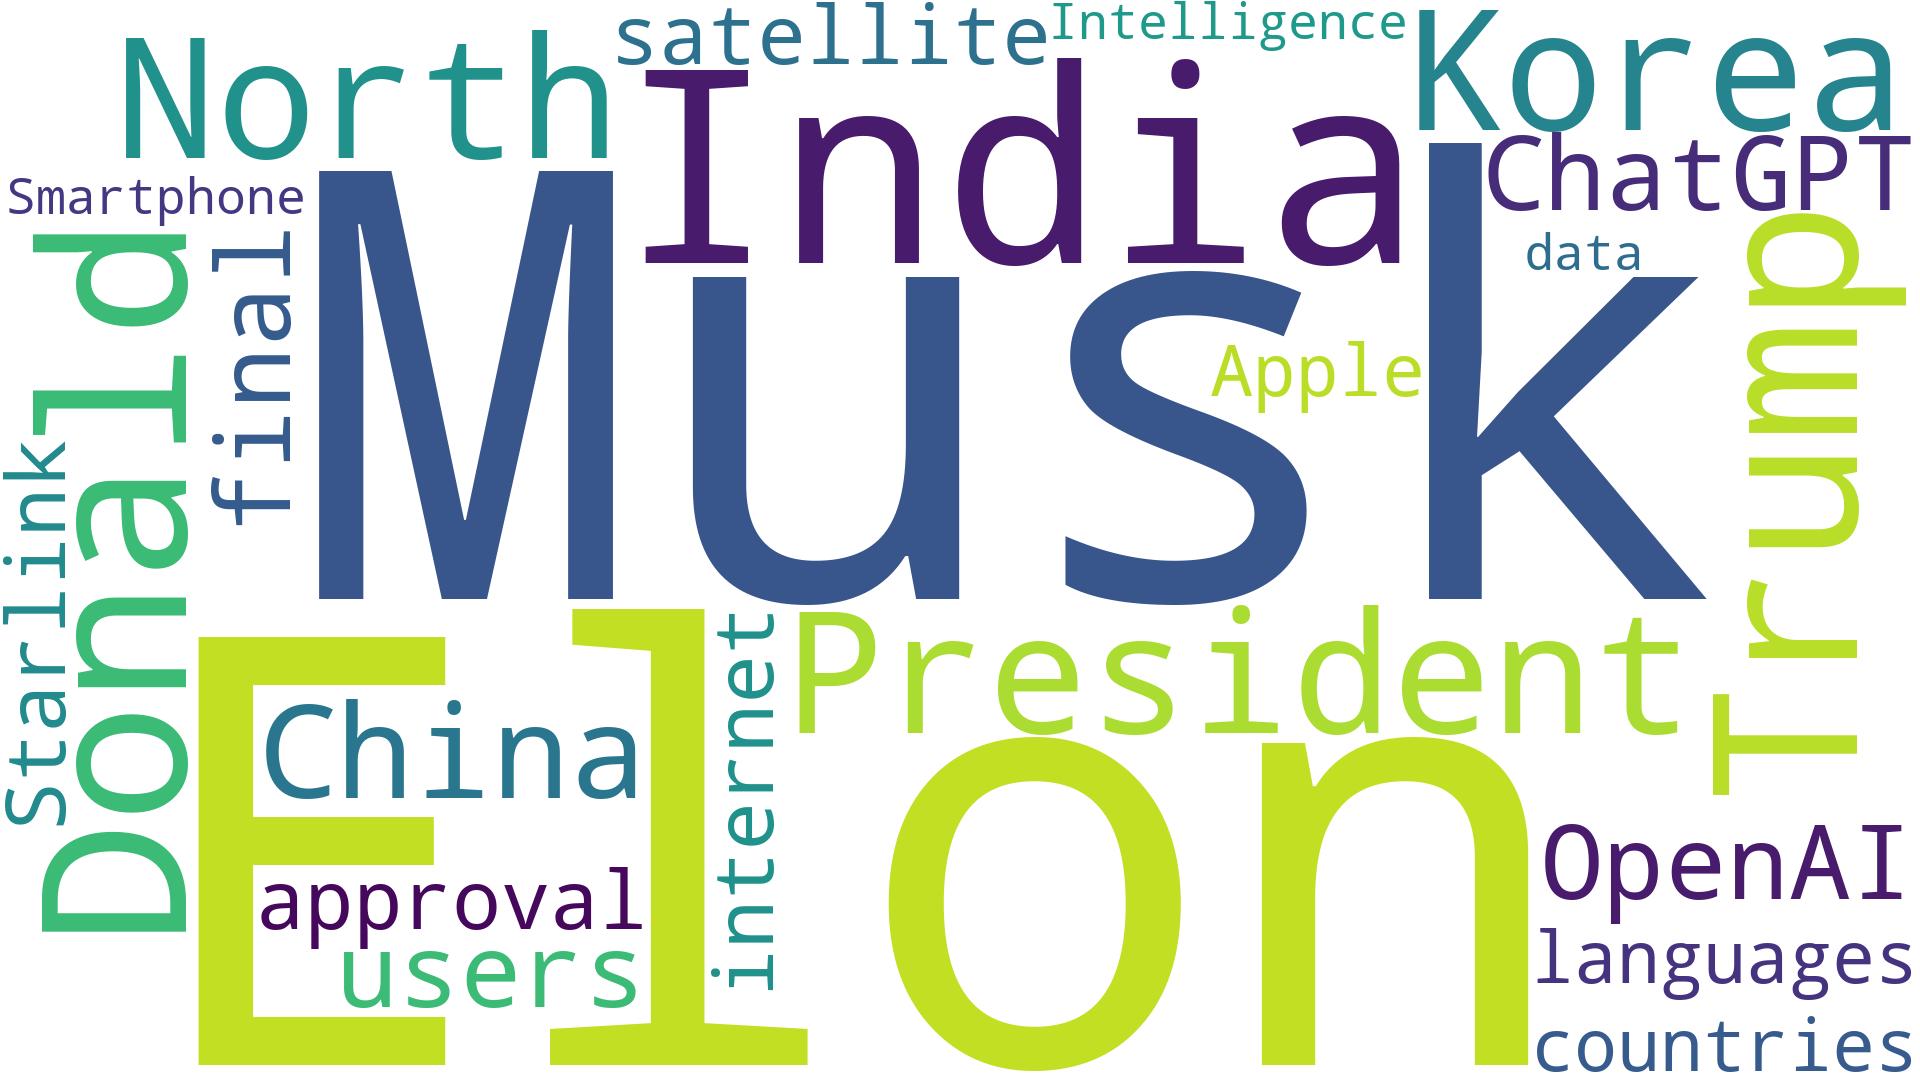 satellite
Intelligence
North
India
Korea
ChatGPT
Smartphone
Musk
data
Donald
final
Apple
Trump
Starlink
Elon
President
internet
China
OpenAI
approval
users
languages
countries